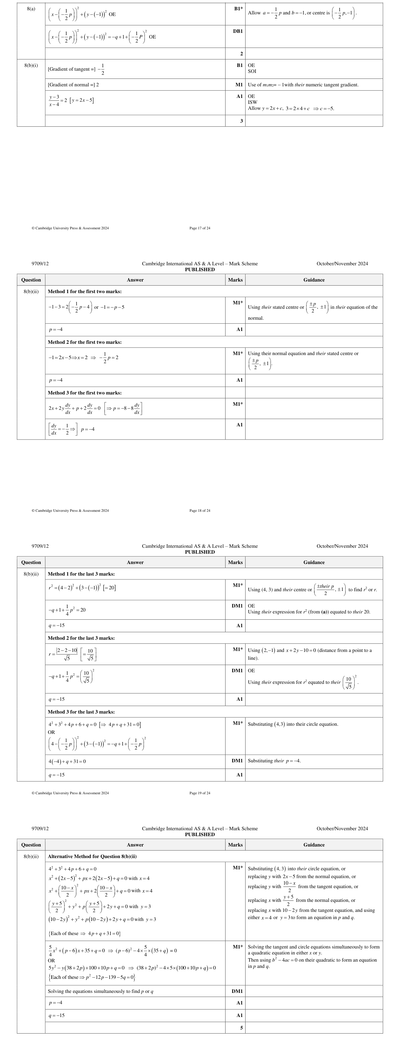 8(a)
(x-(-1/2 p))² + (y-(-1))² OE
B1*
Allow a = -1/2 p and b = -1, or centre is (-1/2 p, -1).
(x-(-1/2 p))² + (y-(-1))² = -q+1+(-1/2 p)² OE
DB1
2
8(b)(i)
[Gradient of tangent =] -1/2
B1
OE
SOI
[Gradient of normal =] 2
M1
Use of m₁m₂ = -1 with their numeric tangent gradient.
(y-3)/(x-4) = 2 [y = 2x-5]
A1
OE
ISW
Allow y = 2x + c, 3 = 2×4 + c ⇒ c = -5.
3
© Cambridge University Press & Assessment 2024
Page 17 of 24
9709/12
Cambridge International AS & A Level – Mark Scheme
October/November 2024
PUBLISHED
Question
Answer
Marks
Guidance
8(b)(ii)
Method 1 for the first two marks:
-1-3 = 2(-1/2 p - 4) or -1 = -p-5
M1*
Using their stated centre or (±p/2, ±1) in their equation of the
normal.
p = -4
A1
Method 2 for the first two marks:
-1 = 2x-5 ⇒ x = 2 ⇒ -1/2 p = 2
M1*
Using their normal equation and their stated centre or
(±p/2, ±1).
p = -4
A1
Method 3 for the first two marks:
2x + 2y dy/dx + p + 2 dy/dx = 0 [⇒ p = -8-8 dy/dx]
M1*
[dy/dx = -1/2 ⇒] p = -4
A1
© Cambridge University Press & Assessment 2024
Page 18 of 24
9709/12
Cambridge International AS & A Level – Mark Scheme
October/November 2024
PUBLISHED
Question
Answer
Marks
Guidance
8(b)(ii)
Method 1 for the last 3 marks:
r² = (4-2)² + (3-(-1))² [= 20]
M1*
Using (4, 3) and their centre or (±their p/2, ±1) to find r² or r.
-q+1+1/4 p² = 20
DM1
OE
Using their expression for r² (from (a)) equated to their 20.
q = -15
A1
Method 2 for the last 3 marks:
r = |2-2-10|/√5 [= 10/√5]
M1*
Using (2, -1) and x+2y-10 = 0 (distance from a point to a
line).
-q+1+1/4 p² = (10/√5)²
DM1
OE
Using their expression for r² equated to their (10/√5)².
q = -15
A1
Method 3 for the last 3 marks:
4² + 3² + 4p + 6 + q = 0 [⇒ 4p + q + 31 = 0]
OR
(4-(-1/2 p))² + (3-(-1))² = -q+1+(-1/2 p)²
M1*
Substituting (4, 3) into their circle equation.
4(-4) + q + 31 = 0
DM1
Substituting their p = -4.
q = -15
A1
© Cambridge University Press & Assessment 2024
Page 19 of 24
9709/12
Cambridge International AS & A Level – Mark Scheme
October/November 2024
PUBLISHED
Question
Answer
Marks
Guidance
8(b)(ii)
Alternative Method for Question 8(b)(ii)
4² + 3² + 4p + 6 + q = 0
x² + (2x-5)² + px + 2(2x-5) + q = 0 with x = 4
x² + ((10-x)/2)² + px + 2((10-x)/2) + q = 0 with x = 4
((y+5)/2)² + y² + p((y+5)/2) + 2y + q = 0 with y = 3
(10-2y)² + y² + p(10-2y) + 2y + q = 0 with y = 3
[Each of these ⇒ 4p + q + 31 = 0]
M1*
Substituting (4, 3) into their circle equation, or
replacing y with 2x-5 from the normal equation, or
replacing y with (10-x)/2 from the tangent equation, or
replacing x with (y+5)/2 from the normal equation, or
replacing x with 10-2y from the tangent equation, and using
either x = 4 or y = 3 to form an equation in p and q.
5/4 x² + (p-6)x + 35 + q = 0 ⇒ (p-6)² - 4×5/4(35+q) = 0
OR
5y² - y(38+2p) + 100 + 10p + q = 0 ⇒ (38+2p)² - 4×5×(100+10p+q) = 0
[Each of these ⇒ p² - 12p - 139 - 5q = 0]
M1*
Solving the tangent and circle equations simultaneously to form
a quadratic equation in either x or y.
Then using b² - 4ac = 0 on their quadratic to form an equation
in p and q.
Solving the equations simultaneously to find p or q
DM1
p = -4
A1
q = -15
A1
5